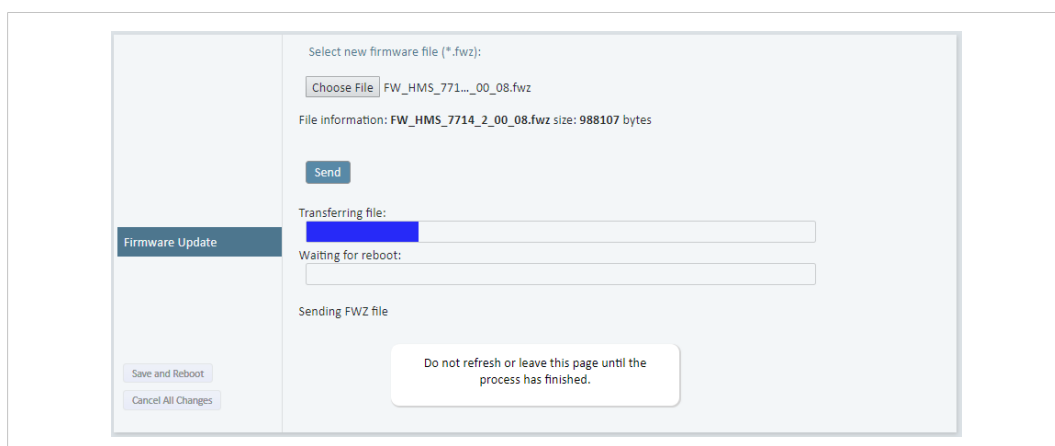 Select new firmware file (*.fwz):
Choose File FW_HMS_771..._00_08.fwz
File information: FW_HMS_7714_2_00_08.fwz size: 988107 bytes
Send
Transferring file:
Firmware Update
Waiting for reboot:
Sending FWZ file
Do not refresh or leave this page until the
process has finished.
Save and Reboot
Cancel All Changes